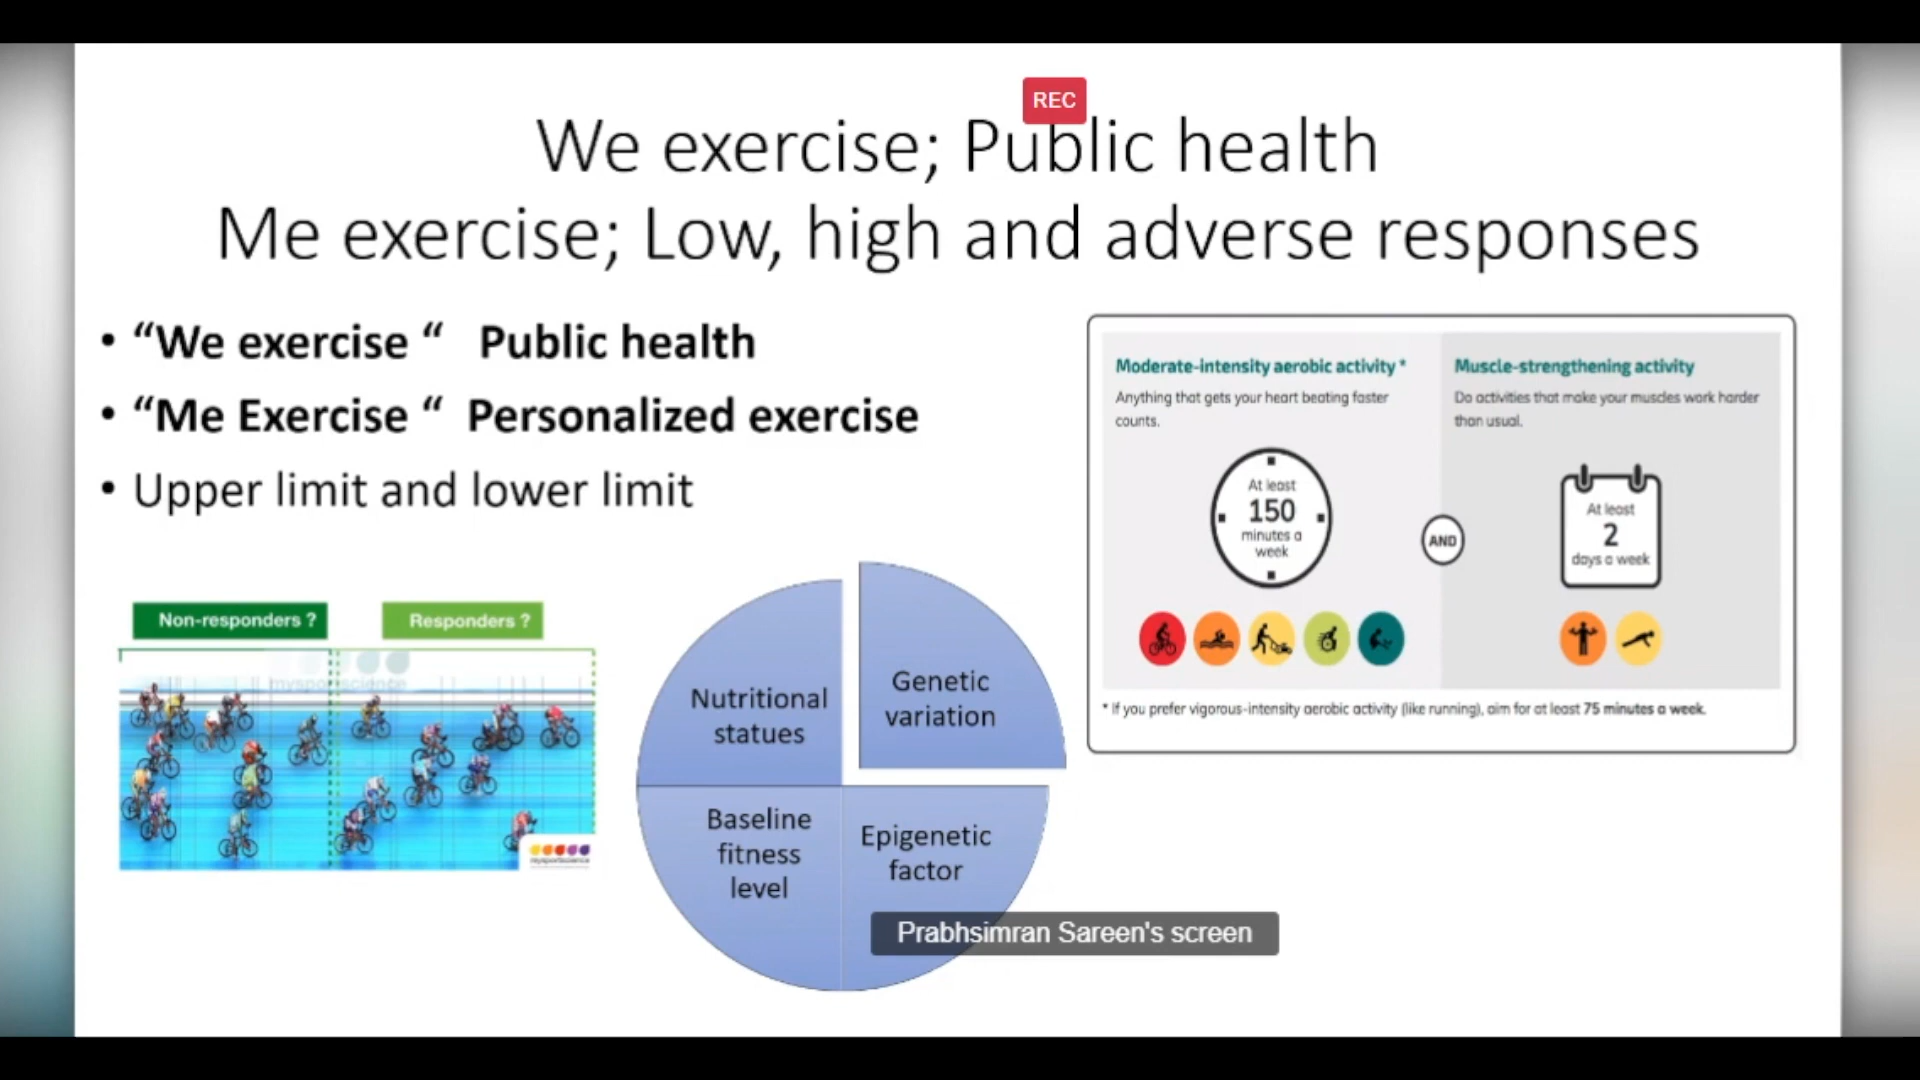 REC
We exercise; Public health
Me exercise; Low, high and adverse responses
• “We exercise “ Public health
• “Me Exercise “ Personalized exercise
• Upper limit and lower limit
Non-responders ?
Responders ?
mysportscience
mysportscience
Nutritional
statues
Genetic
variation
Baseline
fitness
level
Epigenetic
factor
Moderate-intensity aerobic activity *
Anything that gets your heart beating faster
counts.
At least
150
minutes a
week
AND
Muscle-strengthening activity
Do activities that make your muscles work harder
than usual.
At least
2
days a week
* If you prefer vigorous-intensity aerobic activity (like running), aim for at least 75 minutes a week.
Prabhsimran Sareen's screen